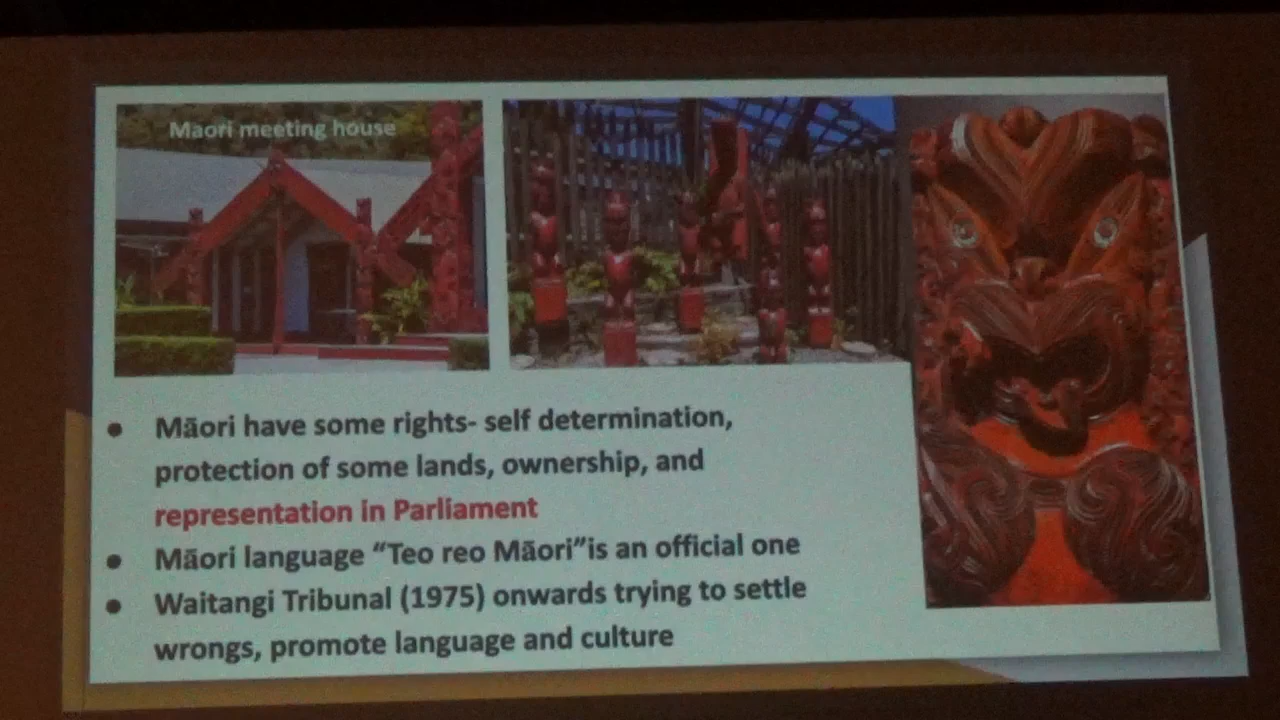 Maori meeting house
• Māori have some rights- self determination,
protection of some lands, ownership, and
representation in Parliament
• Māori language “Teo reo Māori”is an official one
• Waitangi Tribunal (1975) onwards trying to settle
wrongs, promote language and culture